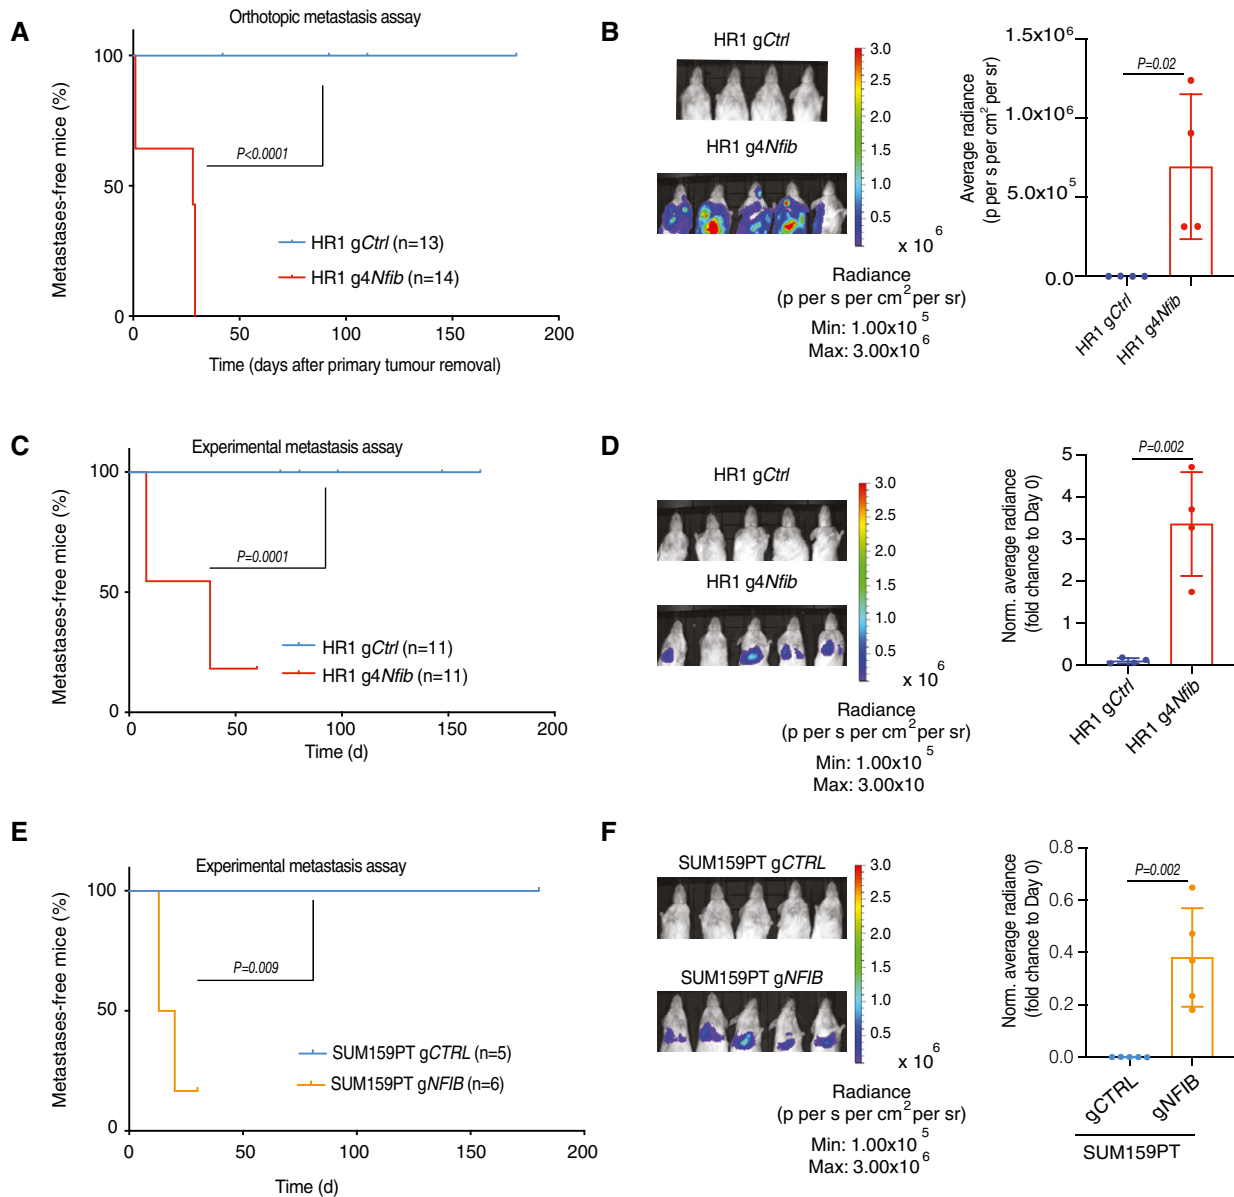 A
Orthotopic metastasis assay
Metastases-free mice (%)
100
50
0
P<0.0001
HR1 gCtrl (n=13)
HR1 g4Nfib (n=14)
0 50 100 150 200
Time (days after primary tumour removal)
B
HR1 gCtrl
HR1 g4Nfib
3.0
2.5
2.0
1.5
1.0
0.5
x 10^6
Radiance
(p per s per cm² per sr)
Min: 1.00x10^5
Max: 3.00x10^6
Average radiance
(p per s per cm² per sr)
1.5x10^6
1.0x10^6
5.0x10^5
0.0
P=0.02
HR1 gCtrl
HR1 g4Nfib
C
Experimental metastasis assay
Metastases-free mice (%)
100
50
0
P=0.0001
HR1 gCtrl (n=11)
HR1 g4Nfib (n=11)
0 50 100 150 200
Time (d)
D
HR1 gCtrl
HR1 g4Nfib
3.0
2.5
2.0
1.5
1.0
0.5
x 10^6
Radiance
(p per s per cm² per sr)
Min: 1.00x10^5
Max: 3.00x10
Norm. average radiance
(fold chance to Day 0)
5
4
3
2
1
0
P=0.002
HR1 gCtrl
HR1 g4Nfib
E
Experimental metastasis assay
Metastases-free mice (%)
100
50
0
P=0.009
SUM159PT gCTRL (n=5)
SUM159PT gNFIB (n=6)
0 50 100 150 200
Time (d)
F
SUM159PT gCTRL
SUM159PT gNFIB
3.0
2.5
2.0
1.5
1.0
0.5
x 10^6
Radiance
(p per s per cm² per sr)
Min: 1.00x10^5
Max: 3.00x10^6
Norm. average radiance
(fold chance to Day 0)
0.8
0.6
0.4
0.2
0.0
P=0.002
gCTRL
gNFIB
SUM159PT